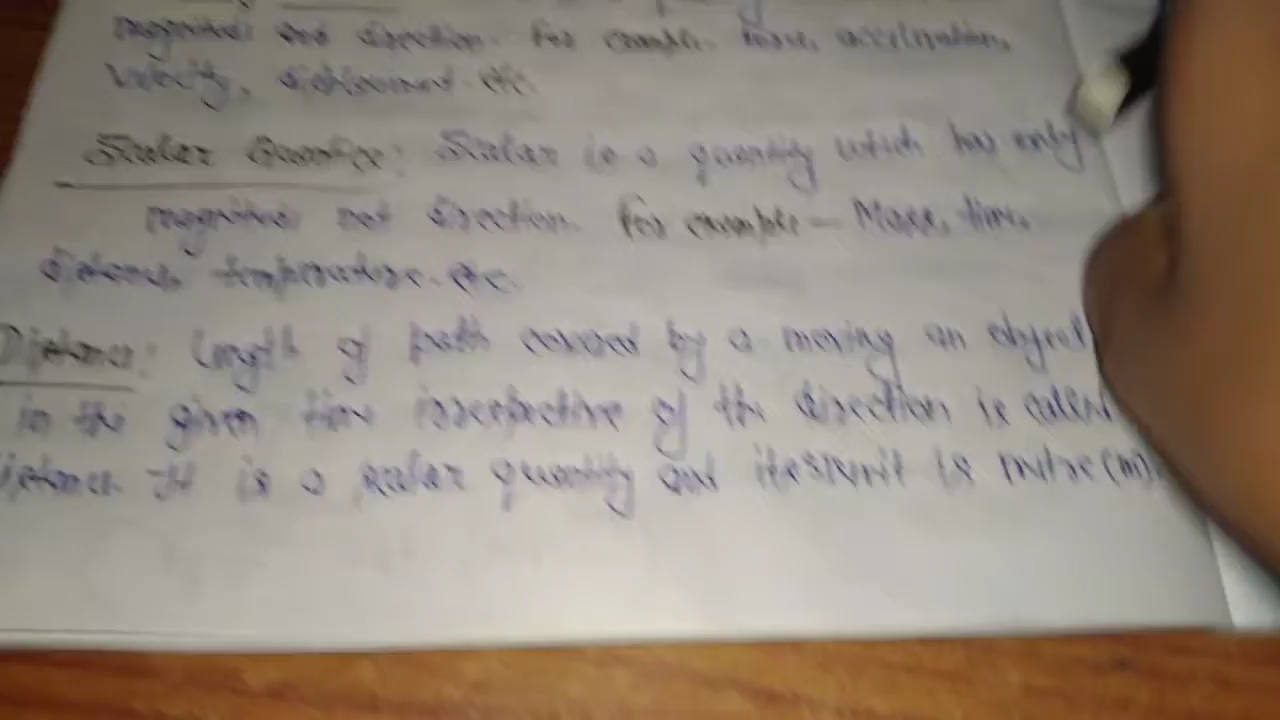 magnitude and direction. For example. Force, acceleration,
Velocity, displacement etc.
Scalar Quantity: Scalar is a quantity which has only
magnitude not direction. For example – Mass, time,
distance, temperature. etc.
Distance: Length of path covered by a moving an object
in the given time irrespective of the direction is called
distance. It is a scalar quantity and its SI unit is metre (m).